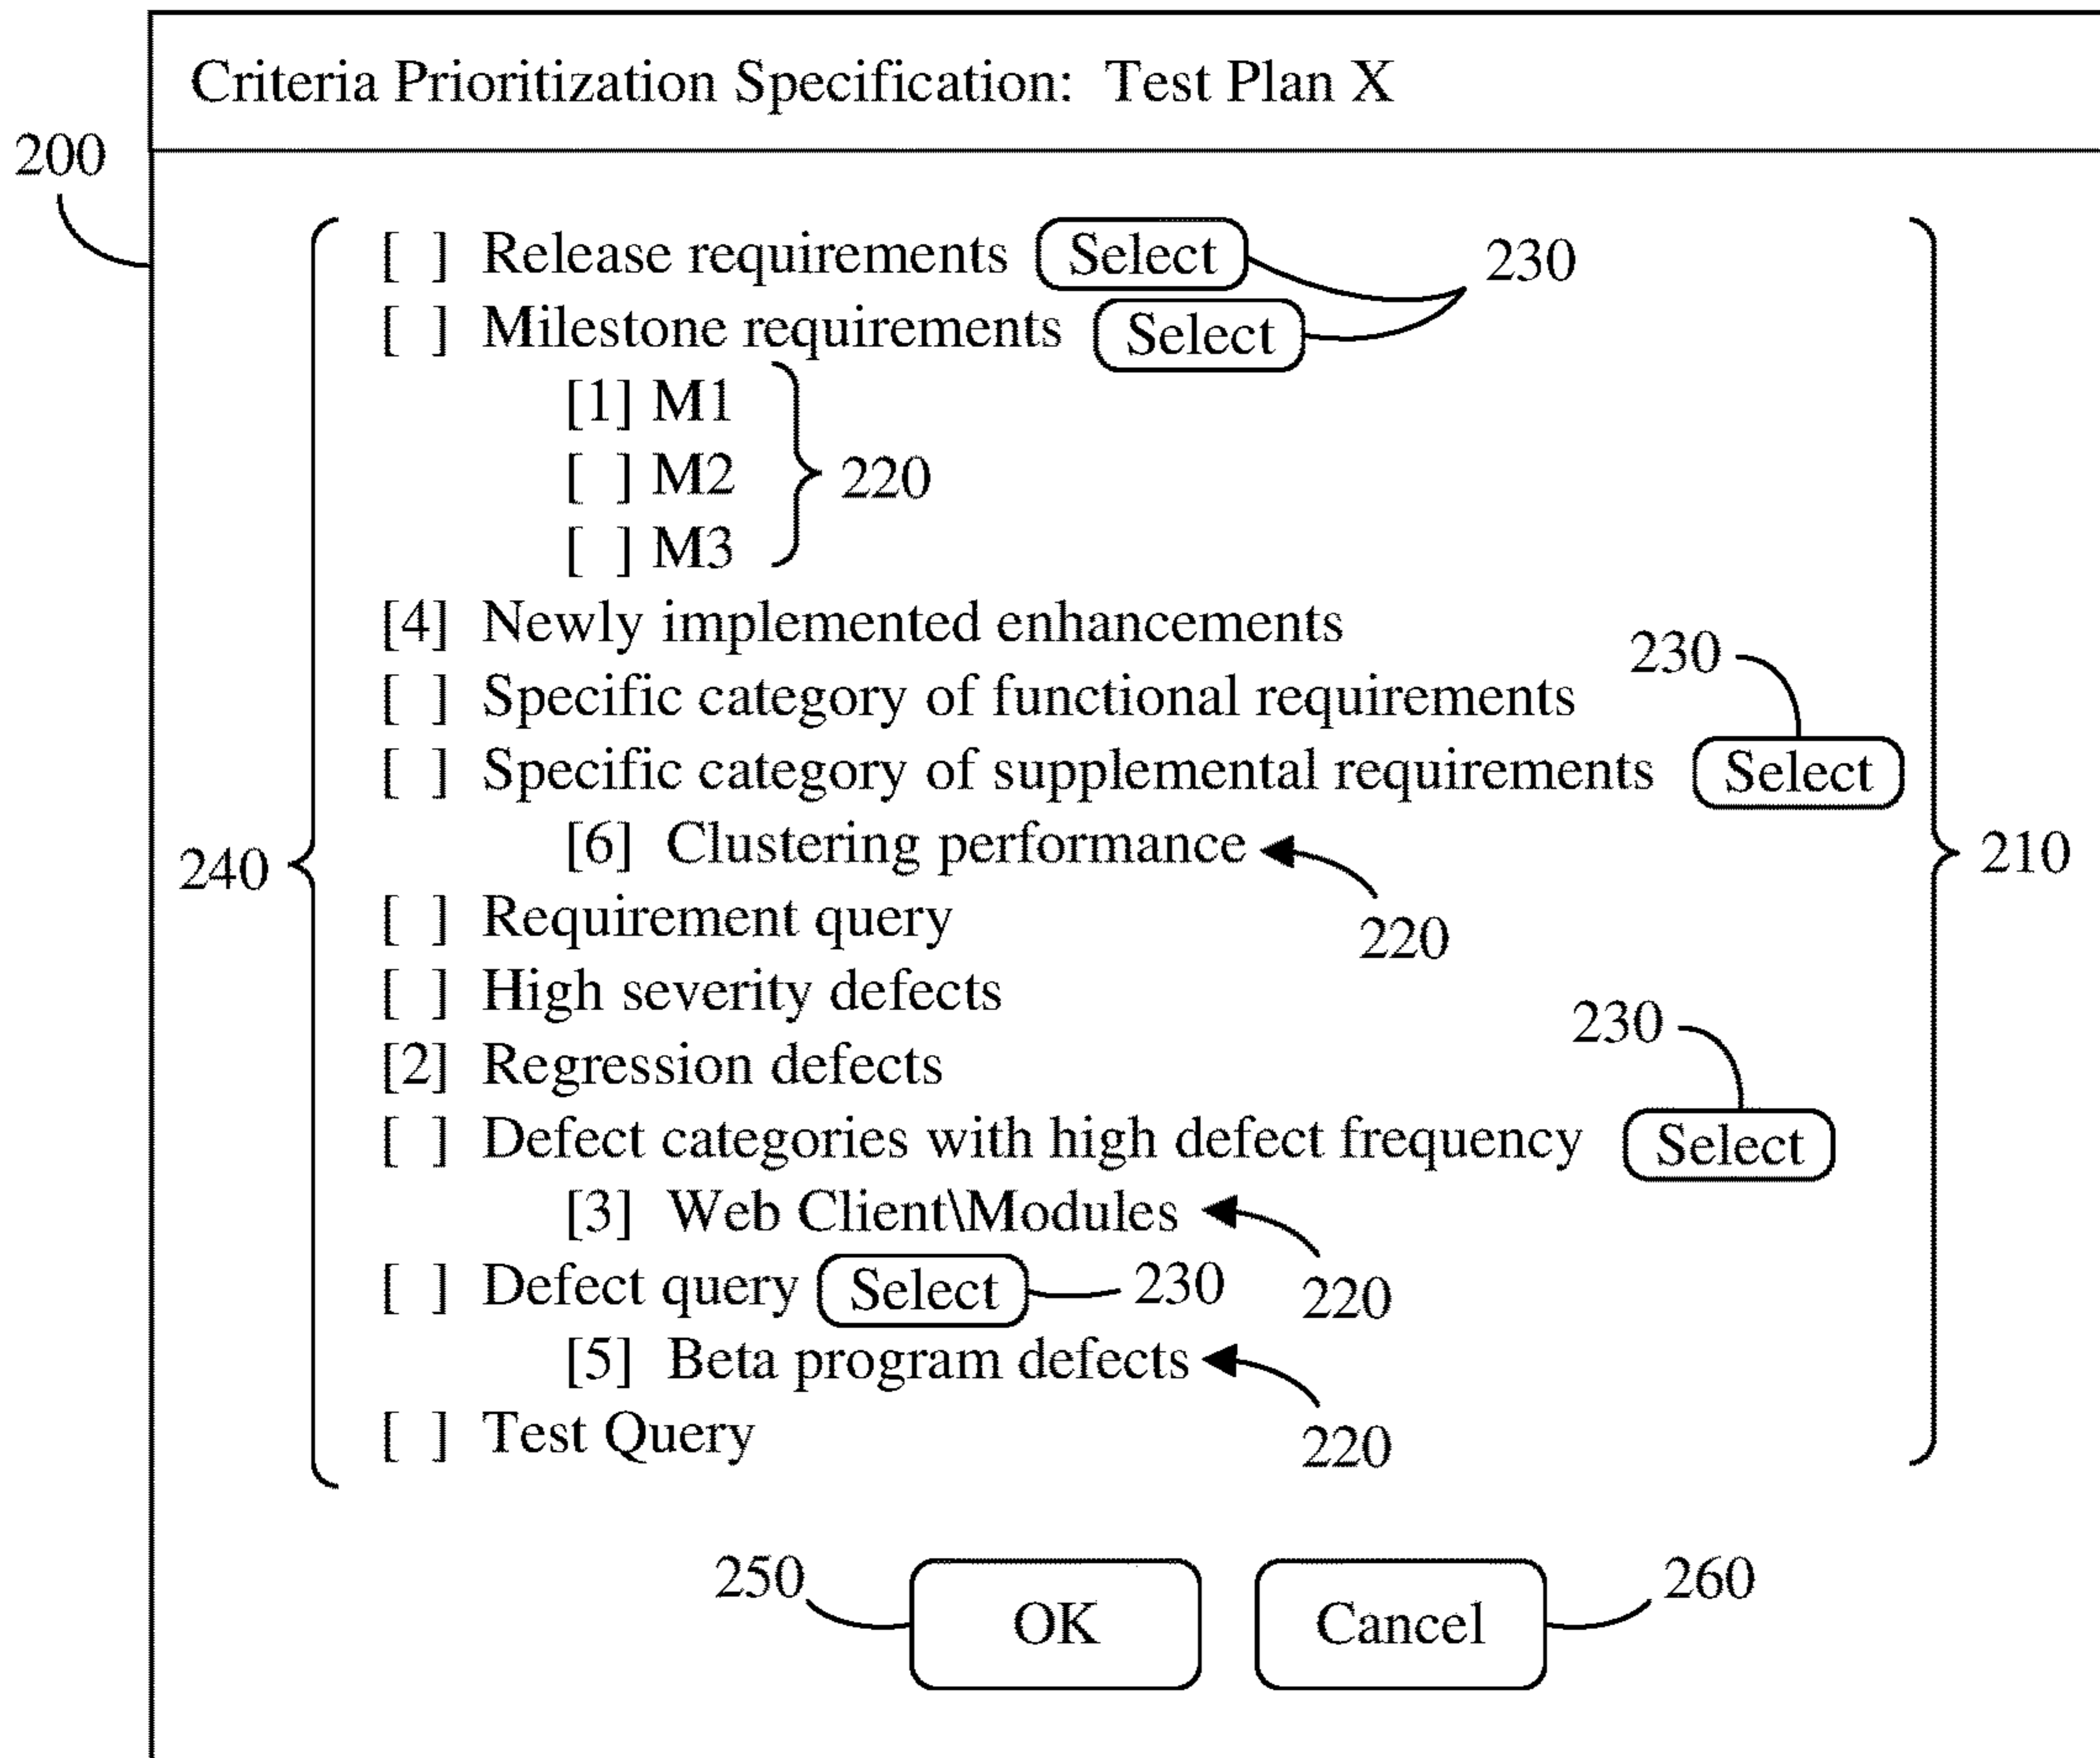 Criteria Prioritization Specification: Test Plan X
200
[ ] Release requirements Select 230
[ ] Milestone requirements Select
[1] M1
[ ] M2 220
[ ] M3
[4] Newly implemented enhancements
230
[ ] Specific category of functional requirements
[ ] Specific category of supplemental requirements Select
240 [6] Clustering performance 210
[ ] Requirement query 220
[ ] High severity defects
230
[2] Regression defects
[ ] Defect categories with high defect frequency Select
[3] Web Client\Modules
[ ] Defect query Select 230 220
[5] Beta program defects
[ ] Test Query 220
250 OK Cancel 260